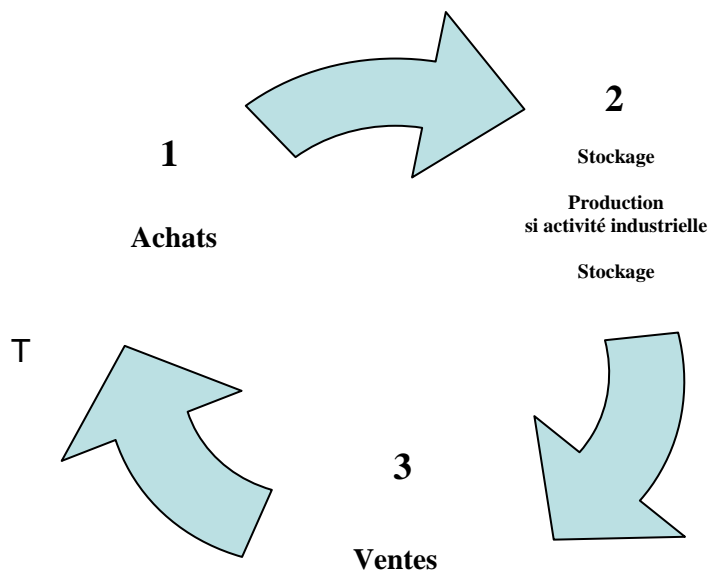 1
Achats
2
Stockage
Production
si activité industrielle
Stockage
T
3
Ventes